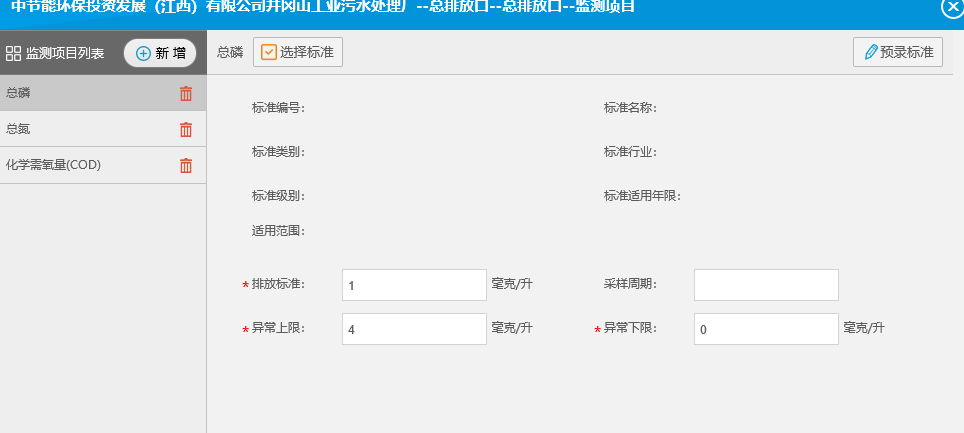 中节能环保投资发展（江西）有限公司井冈山工业污水处理厂--总排放口--总排放口--监测项目
监测项目列表 新 增
总磷 选择标准 预录标准
总磷
总氮
化学需氧量(COD)
标准编号： 标准名称：
标准类别： 标准行业：
标准级别： 标准适用年限：
适用范围：
* 排放标准： 1 毫克/升 采样周期：
* 异常上限： 4 毫克/升 * 异常下限： 0 毫克/升